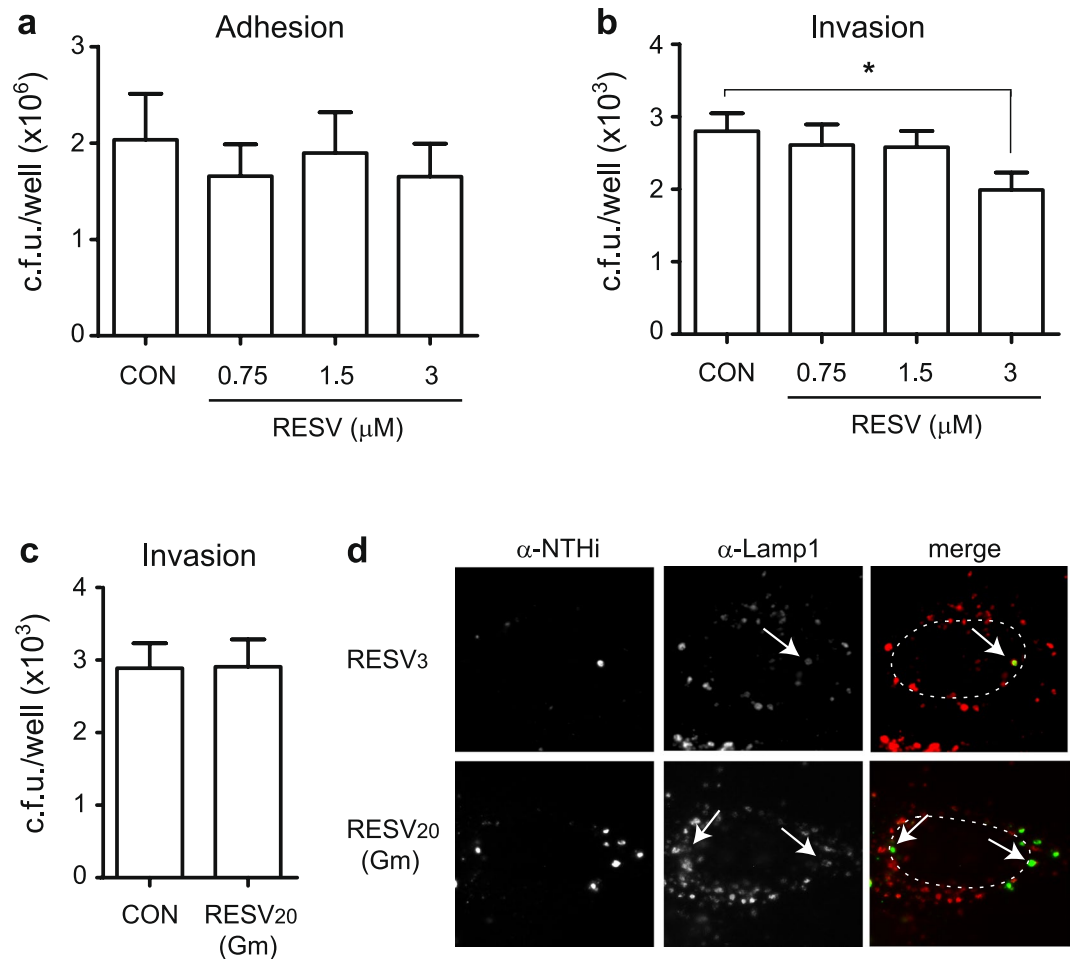 a
Adhesion
c.f.u./well (x10⁶)
3
2
1
0
CON
0.75
1.5
3
RESV (μM)
b
Invasion
c.f.u./well (x10³)
4
3
2
1
0
*
CON
0.75
1.5
3
RESV (μM)
c
Invasion
c.f.u./well (x10³)
4
3
2
1
0
CON
RESV20
(Gm)
d
α-NTHi
α-Lamp1
merge
RESV3
RESV20
(Gm)